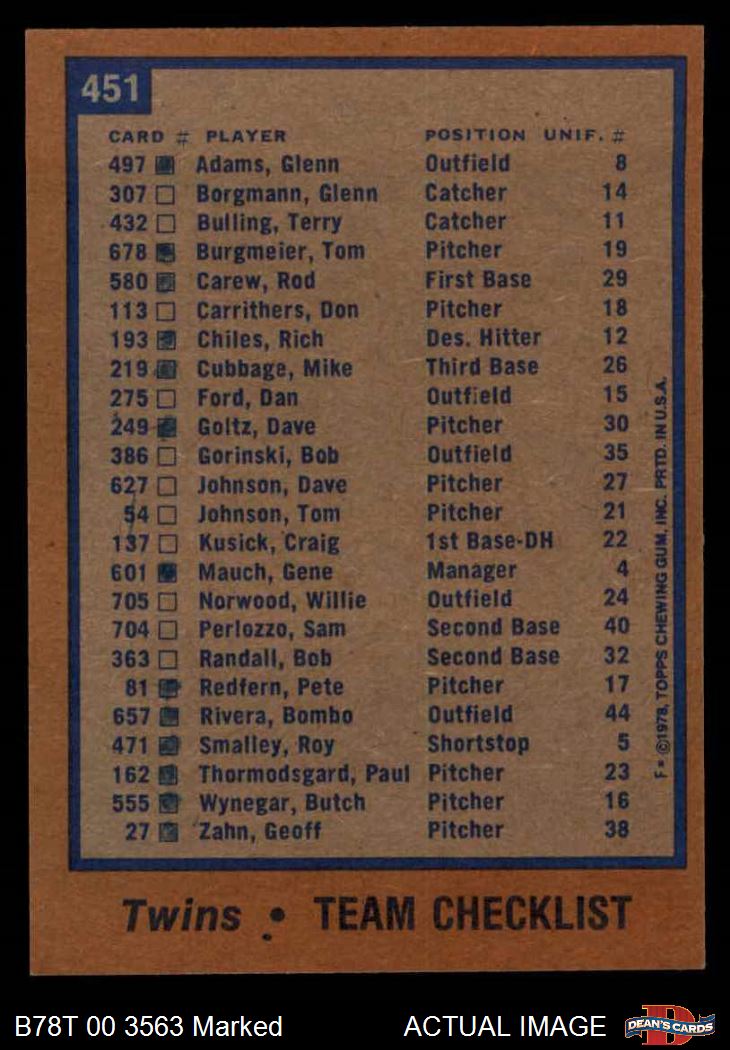 451
CARD # PLAYER POSITION UNIF. #
497 Adams, Glenn Outfield 8
307 Borgmann, Glenn Catcher 14
432 Bulling, Terry Catcher 11
678 Burgmeier, Tom Pitcher 19
580 Carew, Rod First Base 29
113 Carrithers, Don Pitcher 18
193 Chiles, Rich Des. Hitter 12
219 Cubbage, Mike Third Base 26
275 Ford, Dan Outfield 15
249 Goltz, Dave Pitcher 30
386 Gorinski, Bob Outfield 35
627 Johnson, Dave Pitcher 27
54 Johnson, Tom Pitcher 21
137 Kusick, Craig 1st Base-DH 22
601 Mauch, Gene Manager 4
705 Norwood, Willie Outfield 24
704 Perlozzo, Sam Second Base 40
363 Randall, Bob Second Base 32
81 Redfern, Pete Pitcher 17
657 Rivera, Bombo Outfield 44
471 Smalley, Roy Shortstop 5
162 Thormodsgard, Paul Pitcher 23
555 Wynegar, Butch Pitcher 16
27 Zahn, Geoff Pitcher 38
F* ©1978, TOPPS CHEWING GUM, INC. PRTD. IN U.S.A.
Twins • TEAM CHECKLIST
B78T 00 3563 Marked ACTUAL IMAGE
D
DEAN'S CARDS